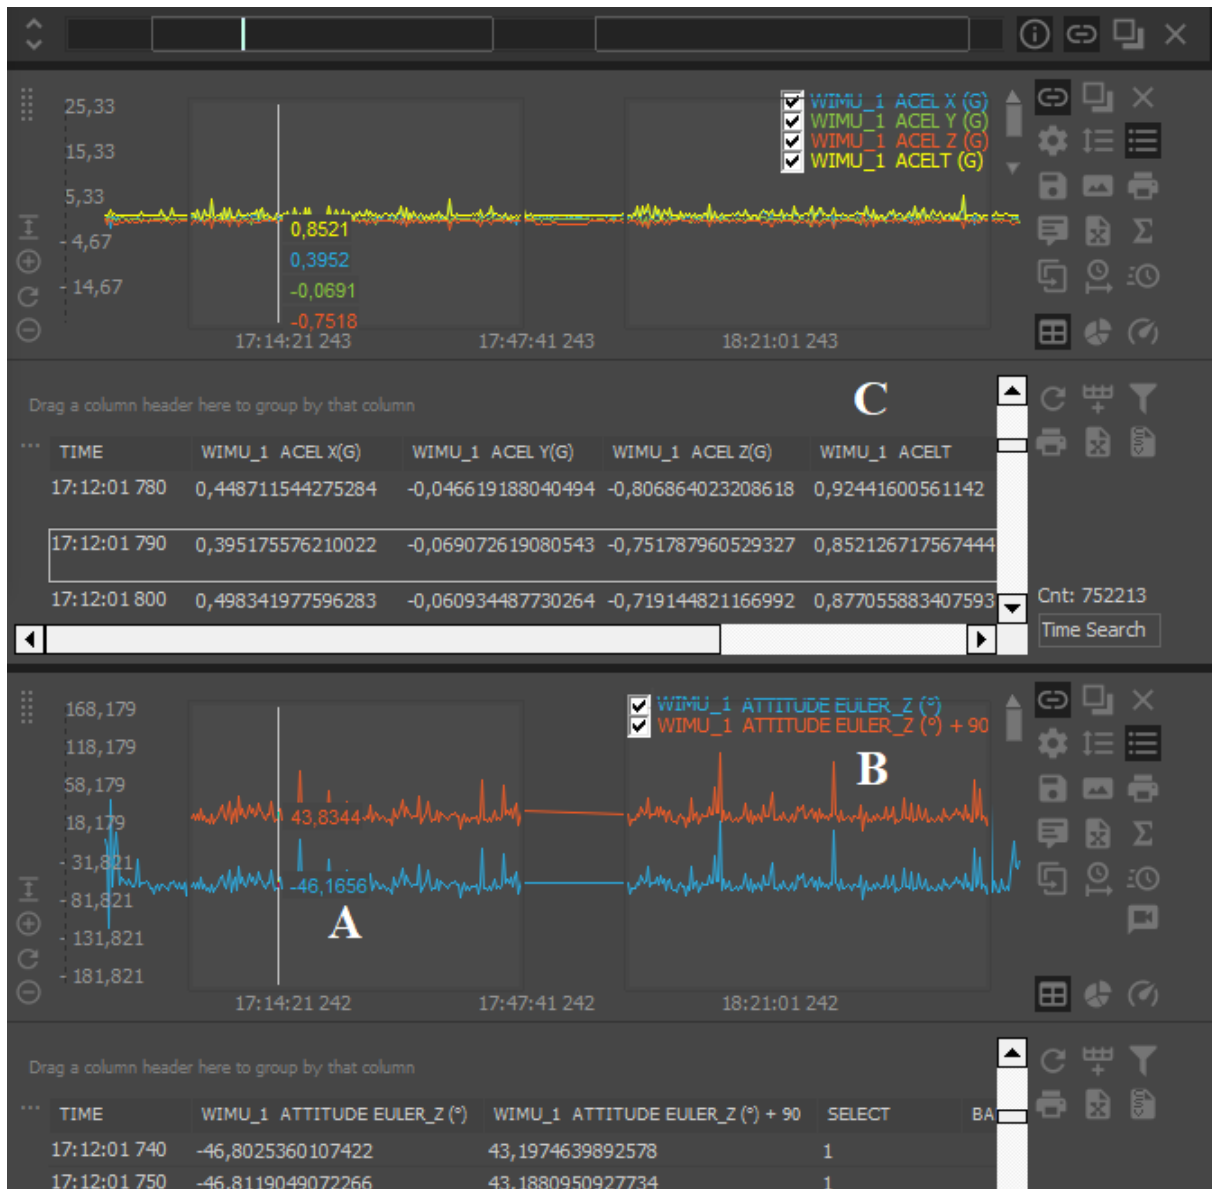 25,33
WIMU_1 ACEL X (G)
WIMU_1 ACEL Y (G)
15,33
WIMU_1 ACEL Z (G)
WIMU_1 ACELT (G)
5,33
0,8521
- 4,67
0,3952
- 14,67
-0,0691
-0,7518
17:14:21 243 17:47:41 243 18:21:01 243
C
Drag a column header here to group by that column
TIME WIMU_1 ACEL X(G) WIMU_1 ACEL Y(G) WIMU_1 ACEL Z(G) WIMU_1 ACELT
17:12:01 780 0,448711544275284 -0,046619188040494 -0,806864023208618 0,92441600561142
17:12:01 790 0,395175576210022 -0,069072619080543 -0,751787960529327 0,852126717567444
17:12:01 800 0,498341977596283 -0,060934487730264 -0,719144821166992 0,877055883407593
Cnt: 752213
Time Search
168,179
WIMU_1 ATTITUDE EULER_Z (°)
WIMU_1 ATTITUDE EULER_Z (°) + 90
118,179
B
58,179
18,179
43,8344
- 31,821
-46,1656
- 81,821
A
- 131,821
- 181,821
17:14:21 242 17:47:41 242 18:21:01 242
Drag a column header here to group by that column
TIME WIMU_1 ATTITUDE EULER_Z (°) WIMU_1 ATTITUDE EULER_Z (°) + 90 SELECT BA
17:12:01 740 -46,8025360107422 43,1974639892578 1
17:12:01 750 -46,8119049072266 43,1880950927734 1